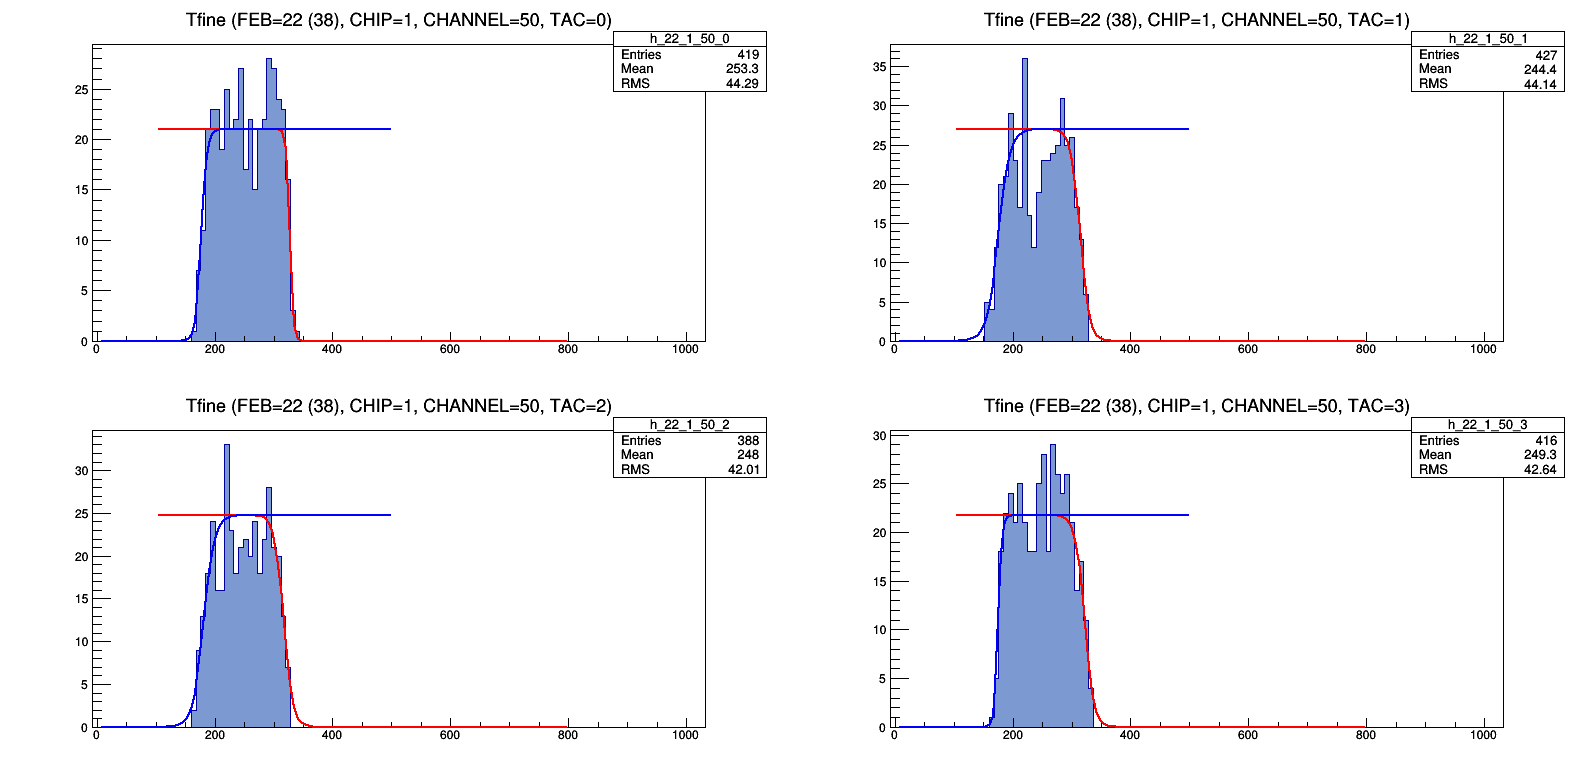 Tfine (FEB=22 (38), CHIP=1, CHANNEL=50, TAC=0)
h_22_1_50_0
Entries 419
Mean 253.3
RMS 44.29
25
20
15
10
5
0
0 200 400 600 800 1000
Tfine (FEB=22 (38), CHIP=1, CHANNEL=50, TAC=1)
h_22_1_50_1
Entries 427
Mean 244.4
RMS 44.14
35
30
25
20
15
10
5
0
0 200 400 600 800 1000
Tfine (FEB=22 (38), CHIP=1, CHANNEL=50, TAC=2)
h_22_1_50_2
Entries 388
Mean 248
RMS 42.01
30
25
20
15
10
5
0
0 200 400 600 800 1000
Tfine (FEB=22 (38), CHIP=1, CHANNEL=50, TAC=3)
h_22_1_50_3
Entries 416
Mean 249.3
RMS 42.64
30
25
20
15
10
5
0
0 200 400 600 800 1000